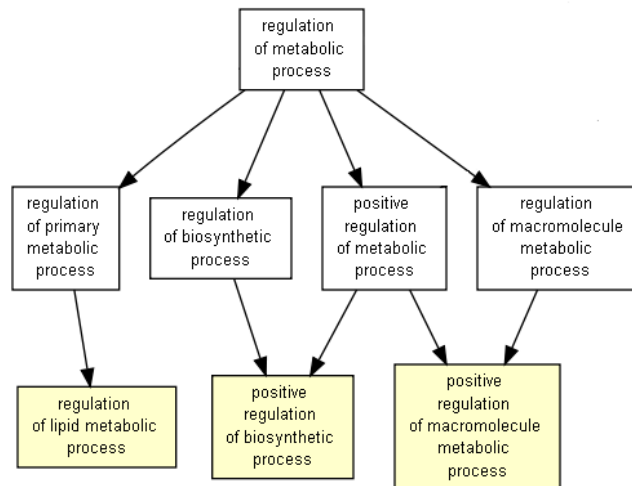 regulation
of metabolic
process
regulation
of primary
metabolic
process
regulation
of biosynthetic
process
positive
regulation
of metabolic
process
regulation
of macromolecule
metabolic
process
regulation
of lipid metabolic
process
positive
regulation
of biosynthetic
process
positive
regulation
of macromolecule
metabolic
process